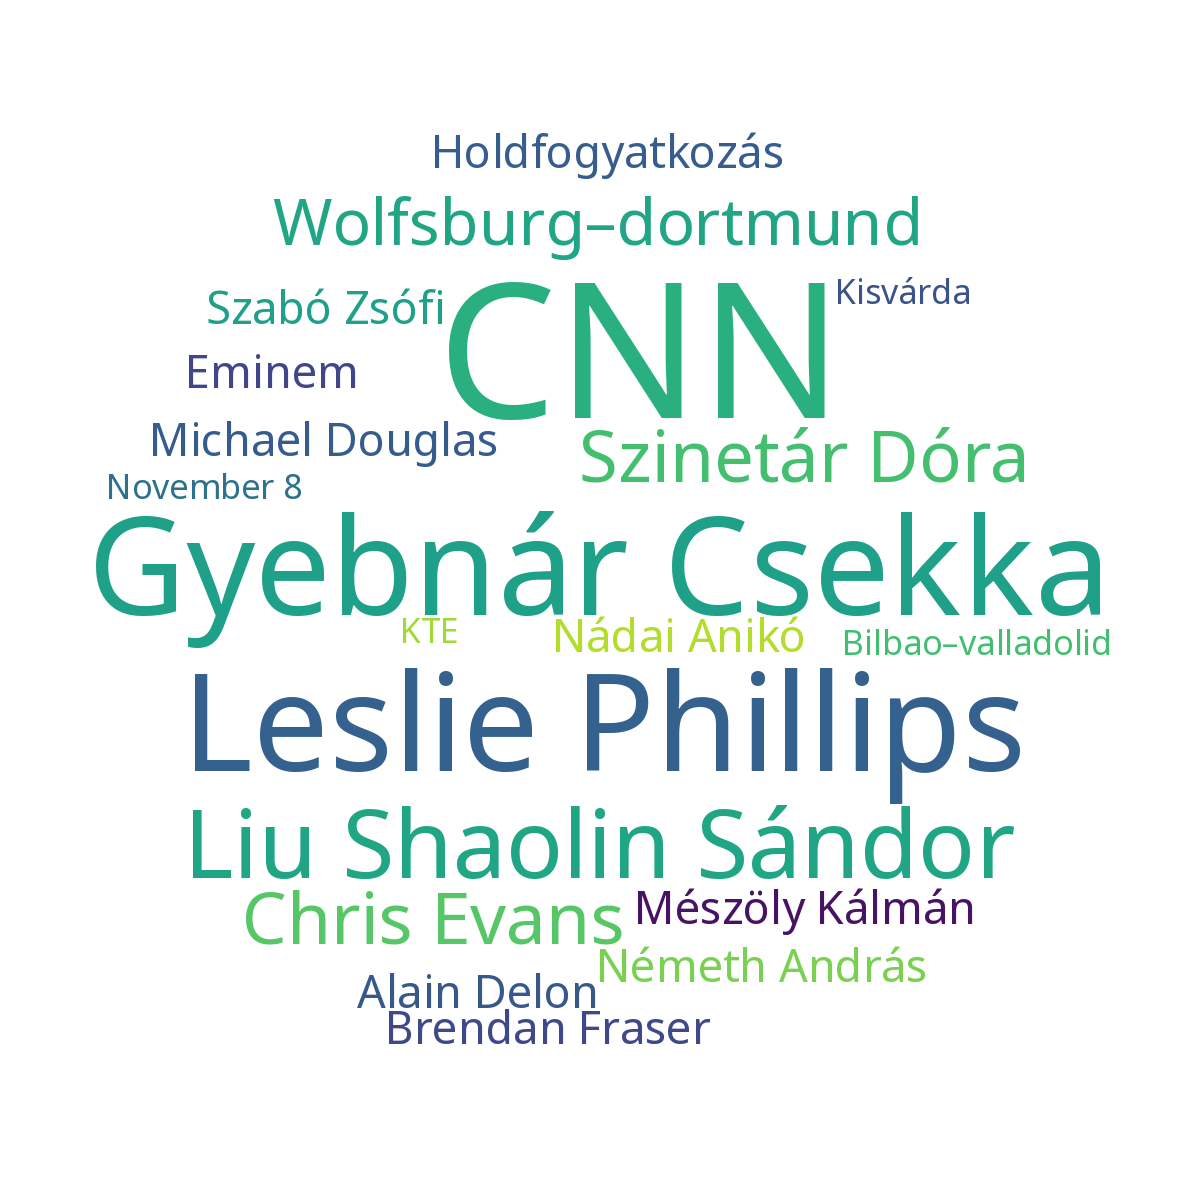 Holdfogyatkozás
Wolfsburg–dortmund
CNN
Kisvárda
Szabó Zsófi
Eminem
Michael Douglas
Szinetár Dóra
November 8
Gyebnár Csekka
KTE
Nádai Anikó
Bilbao–valladolid
Leslie Phillips
Liu Shaolin Sándor
Chris Evans
Mészöly Kálmán
Németh András
Alain Delon
Brendan Fraser